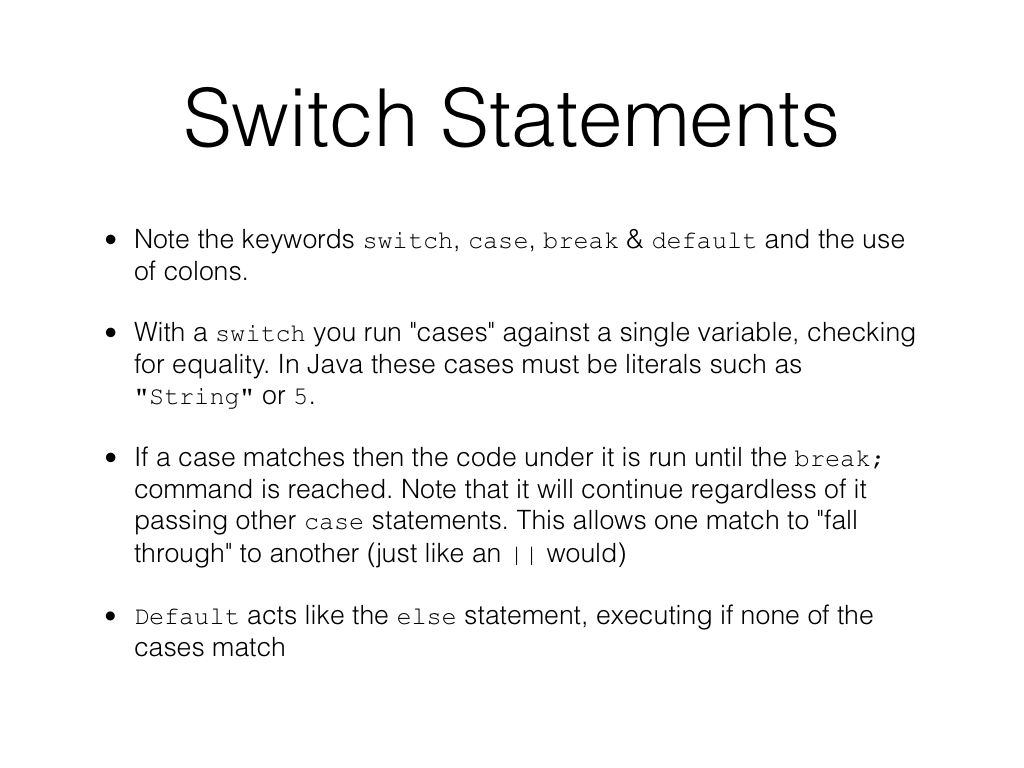 Switch Statements
• Note the keywords switch, case, break & default and the use
of colons.
• With a switch you run "cases" against a single variable, checking
for equality. In Java these cases must be literals such as
"String" or 5.
• If a case matches then the code under it is run until the break;
command is reached. Note that it will continue regardless of it
passing other case statements. This allows one match to "fall
through" to another (just like an || would)
• Default acts like the else statement, executing if none of the
cases match